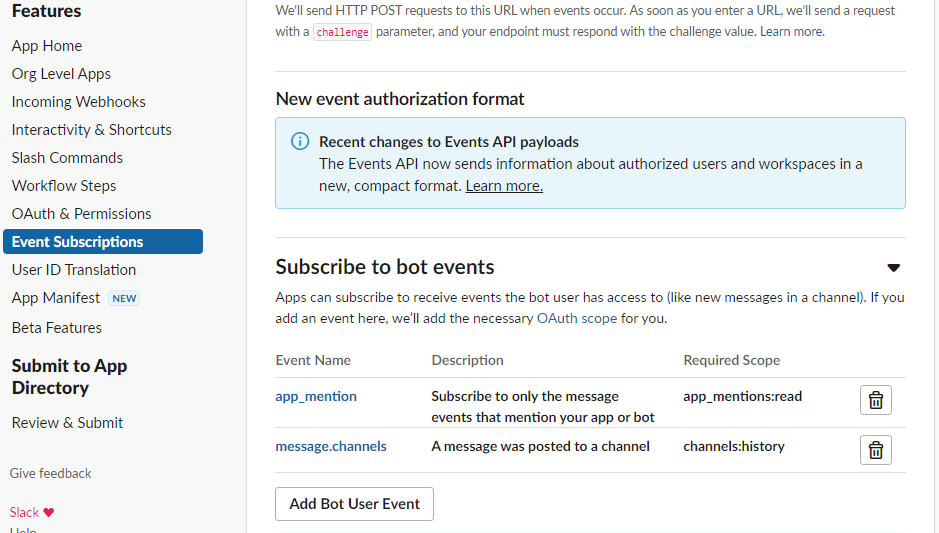 Features
App Home
Org Level Apps
Incoming Webhooks
Interactivity & Shortcuts
Slash Commands
Workflow Steps
OAuth & Permissions
Event Subscriptions
User ID Translation
App Manifest NEW
Beta Features
Submit to App
Directory
Review & Submit
Give feedback
Slack ♥
Help
We'll send HTTP POST requests to this URL when events occur. As soon as you enter a URL, we'll send a request
with a challenge parameter, and your endpoint must respond with the challenge value. Learn more.
New event authorization format
Recent changes to Events API payloads
The Events API now sends information about authorized users and workspaces in a
new, compact format. Learn more.
Subscribe to bot events
Apps can subscribe to receive events the bot user has access to (like new messages in a channel). If you
add an event here, we'll add the necessary OAuth scope for you.
Event Name Description Required Scope
app_mention Subscribe to only the message app_mentions:read
events that mention your app or bot
message.channels A message was posted to a channel channels:history
Add Bot User Event